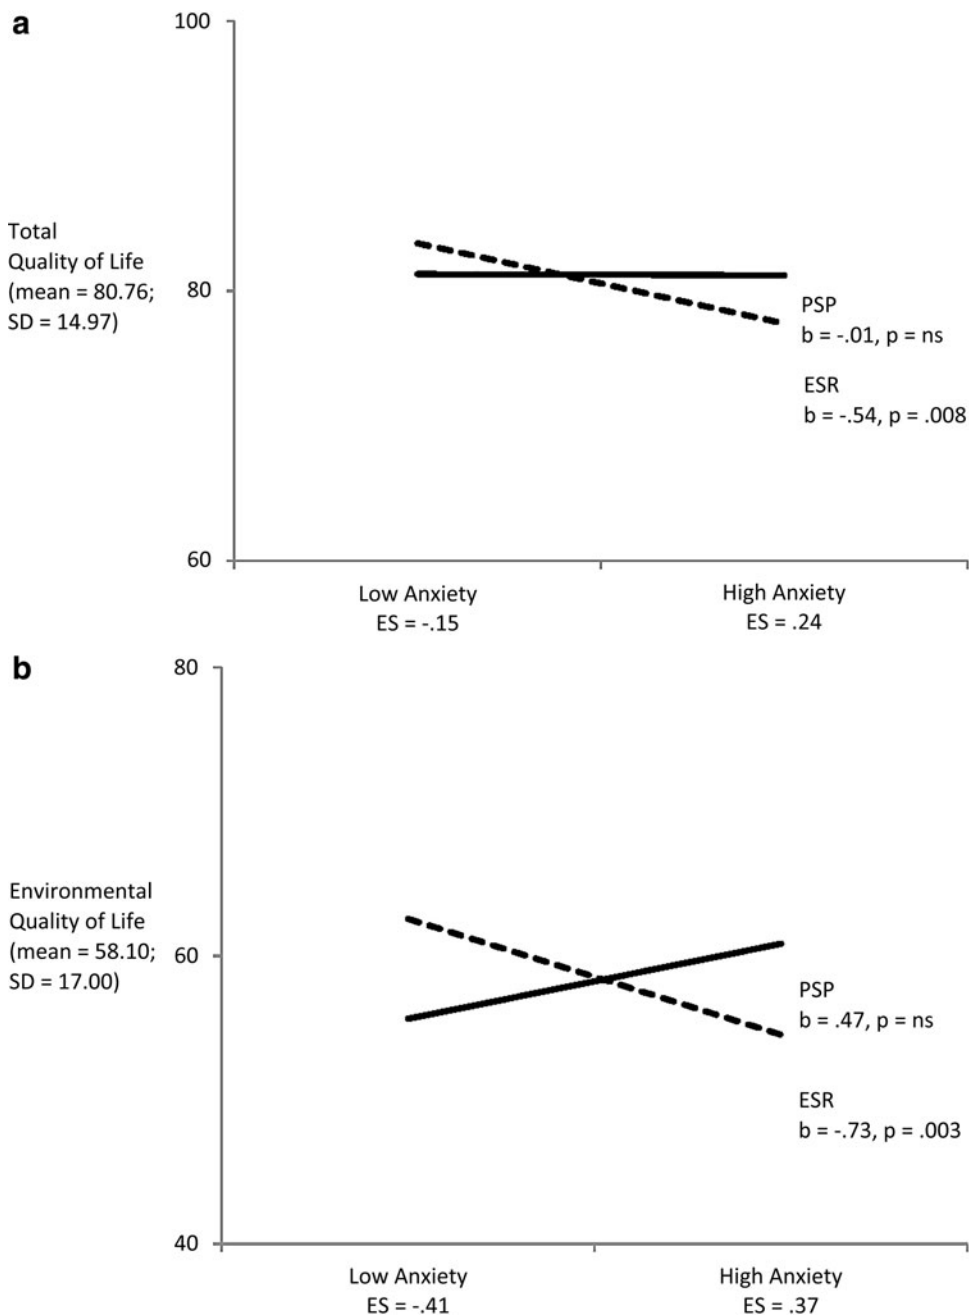 a
100
Total
Quality of Life
(mean = 80.76;
SD = 14.97)
80
PSP
b = -.01, p = ns
ESR
b = -.54, p = .008
60
Low Anxiety
ES = -.15
High Anxiety
ES = .24
b
80
Environmental
Quality of Life
(mean = 58.10;
SD = 17.00)
60
PSP
b = .47, p = ns
ESR
b = -.73, p = .003
40
Low Anxiety
ES = -.41
High Anxiety
ES = .37